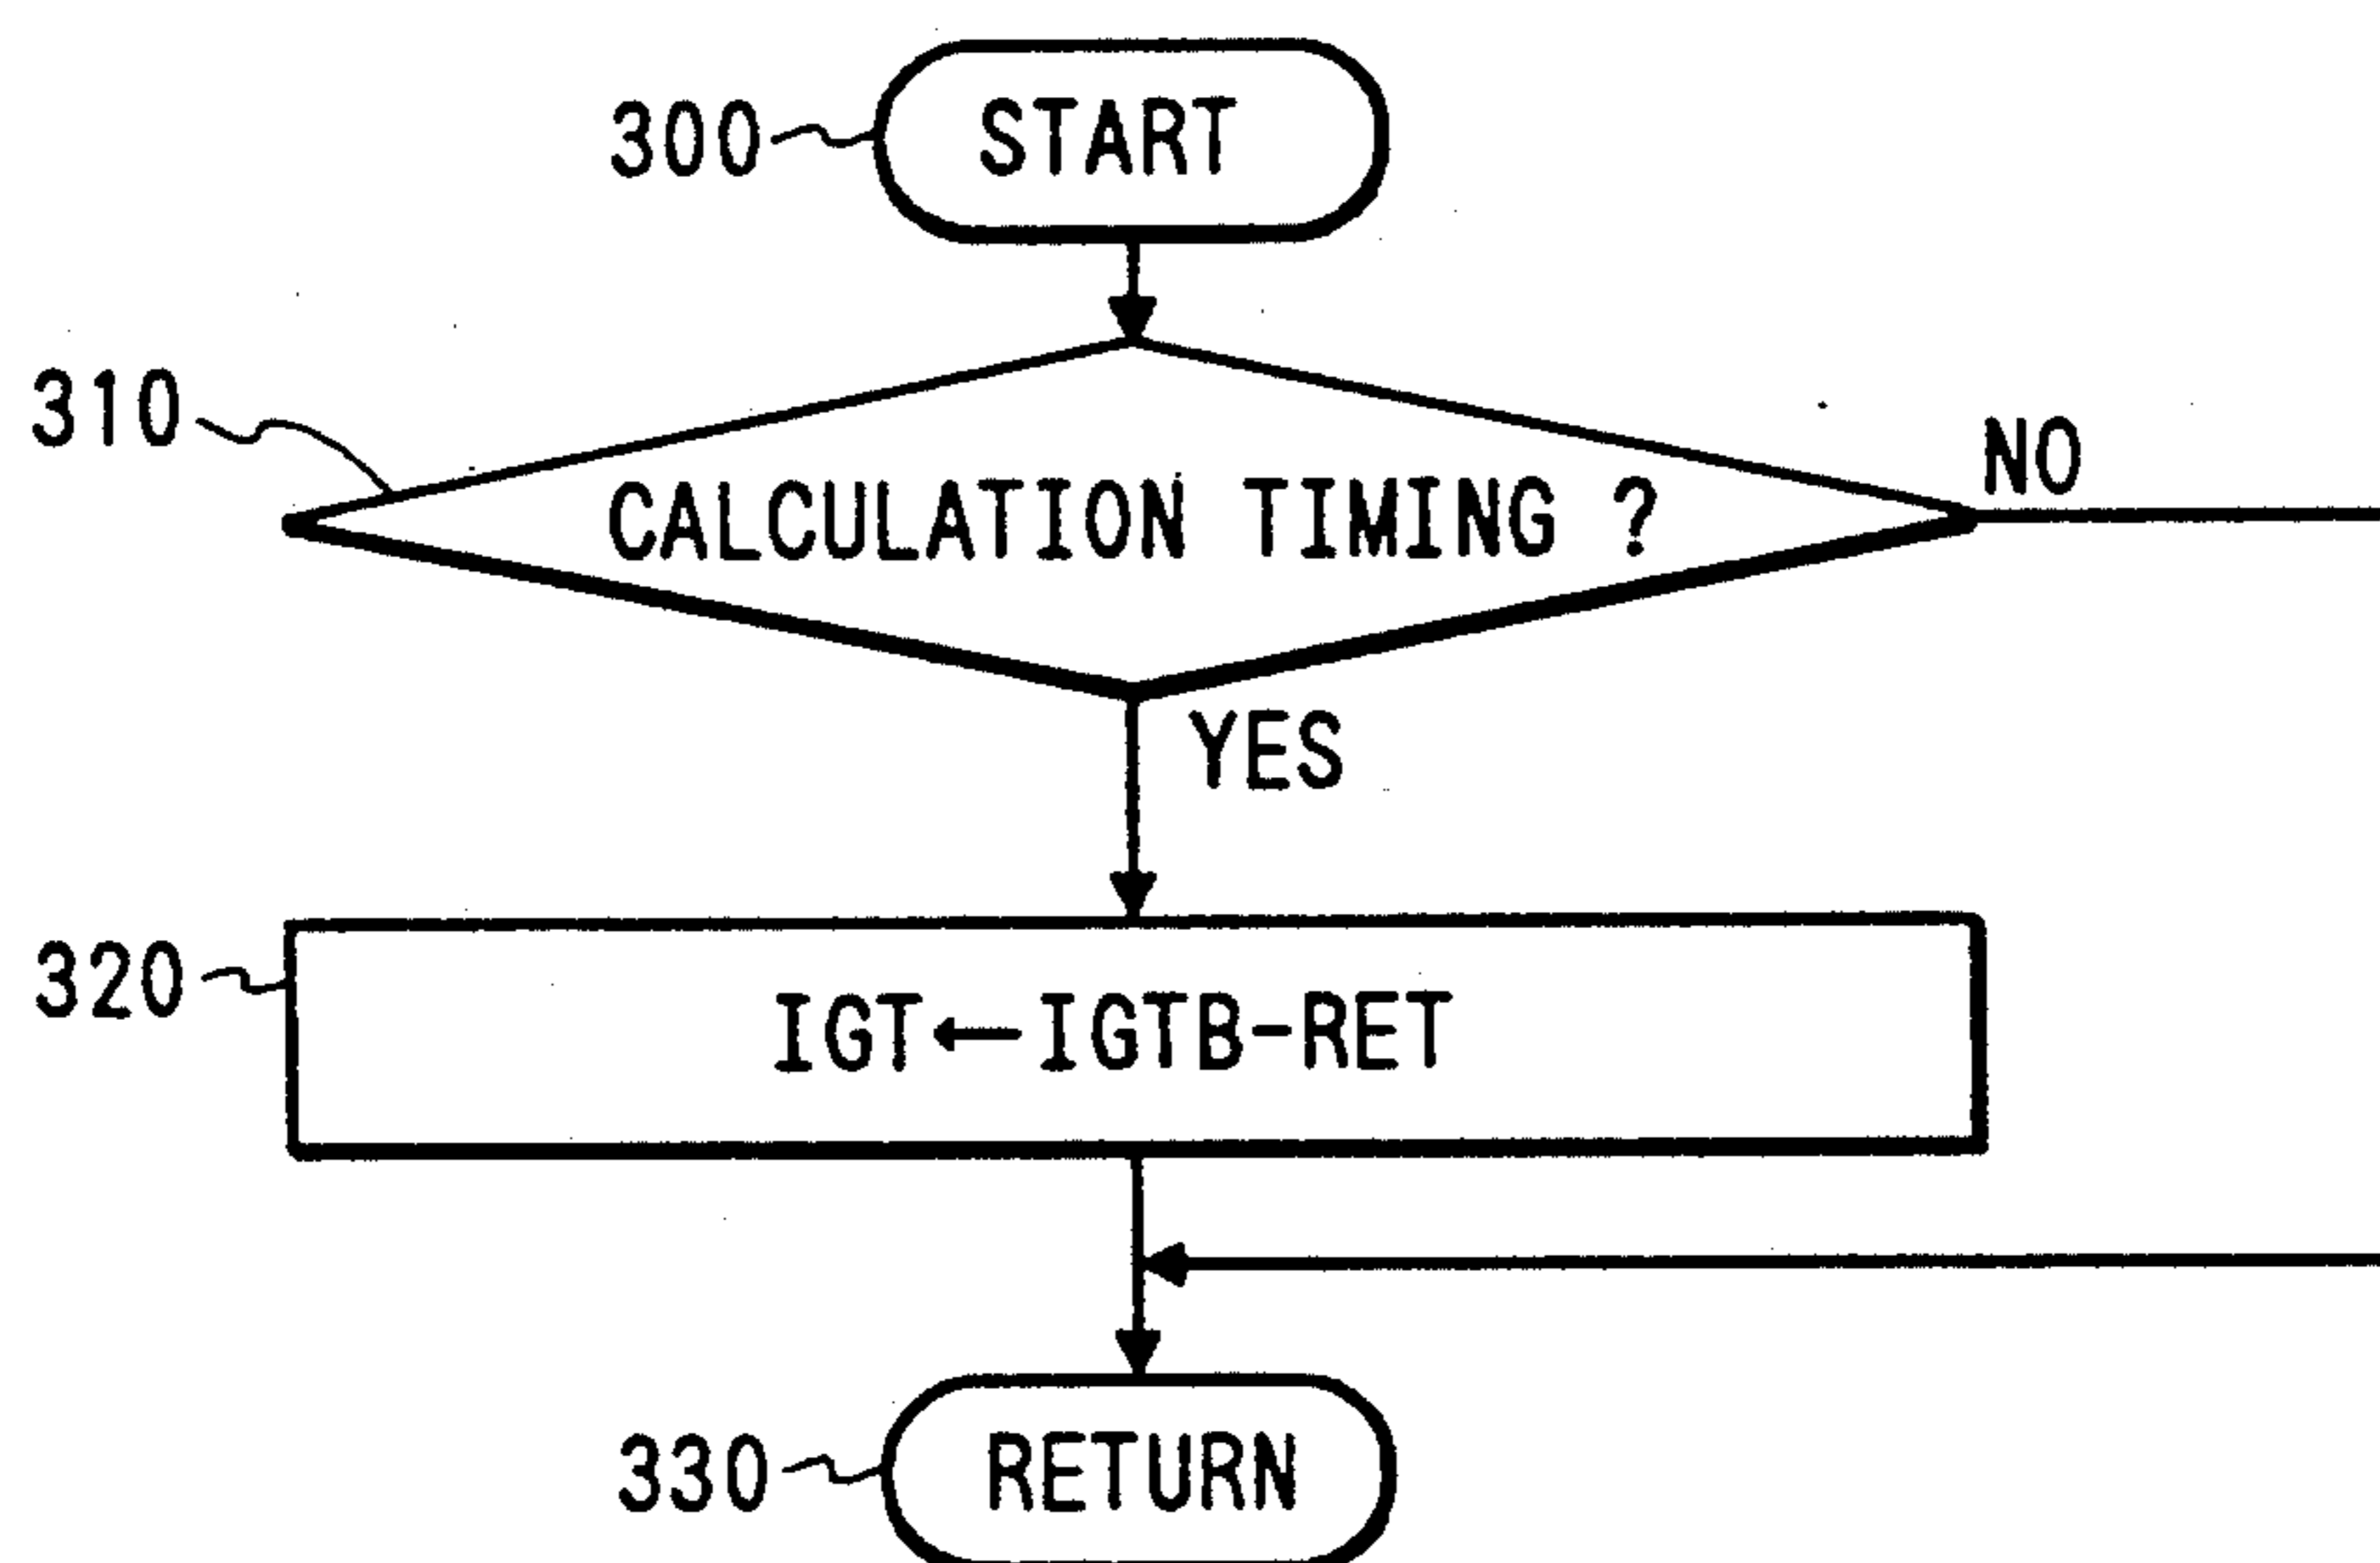 300 START
310 CALCULATION TIMING ? NO
YES
320 IGT←IGTB-RET
330 RETURN